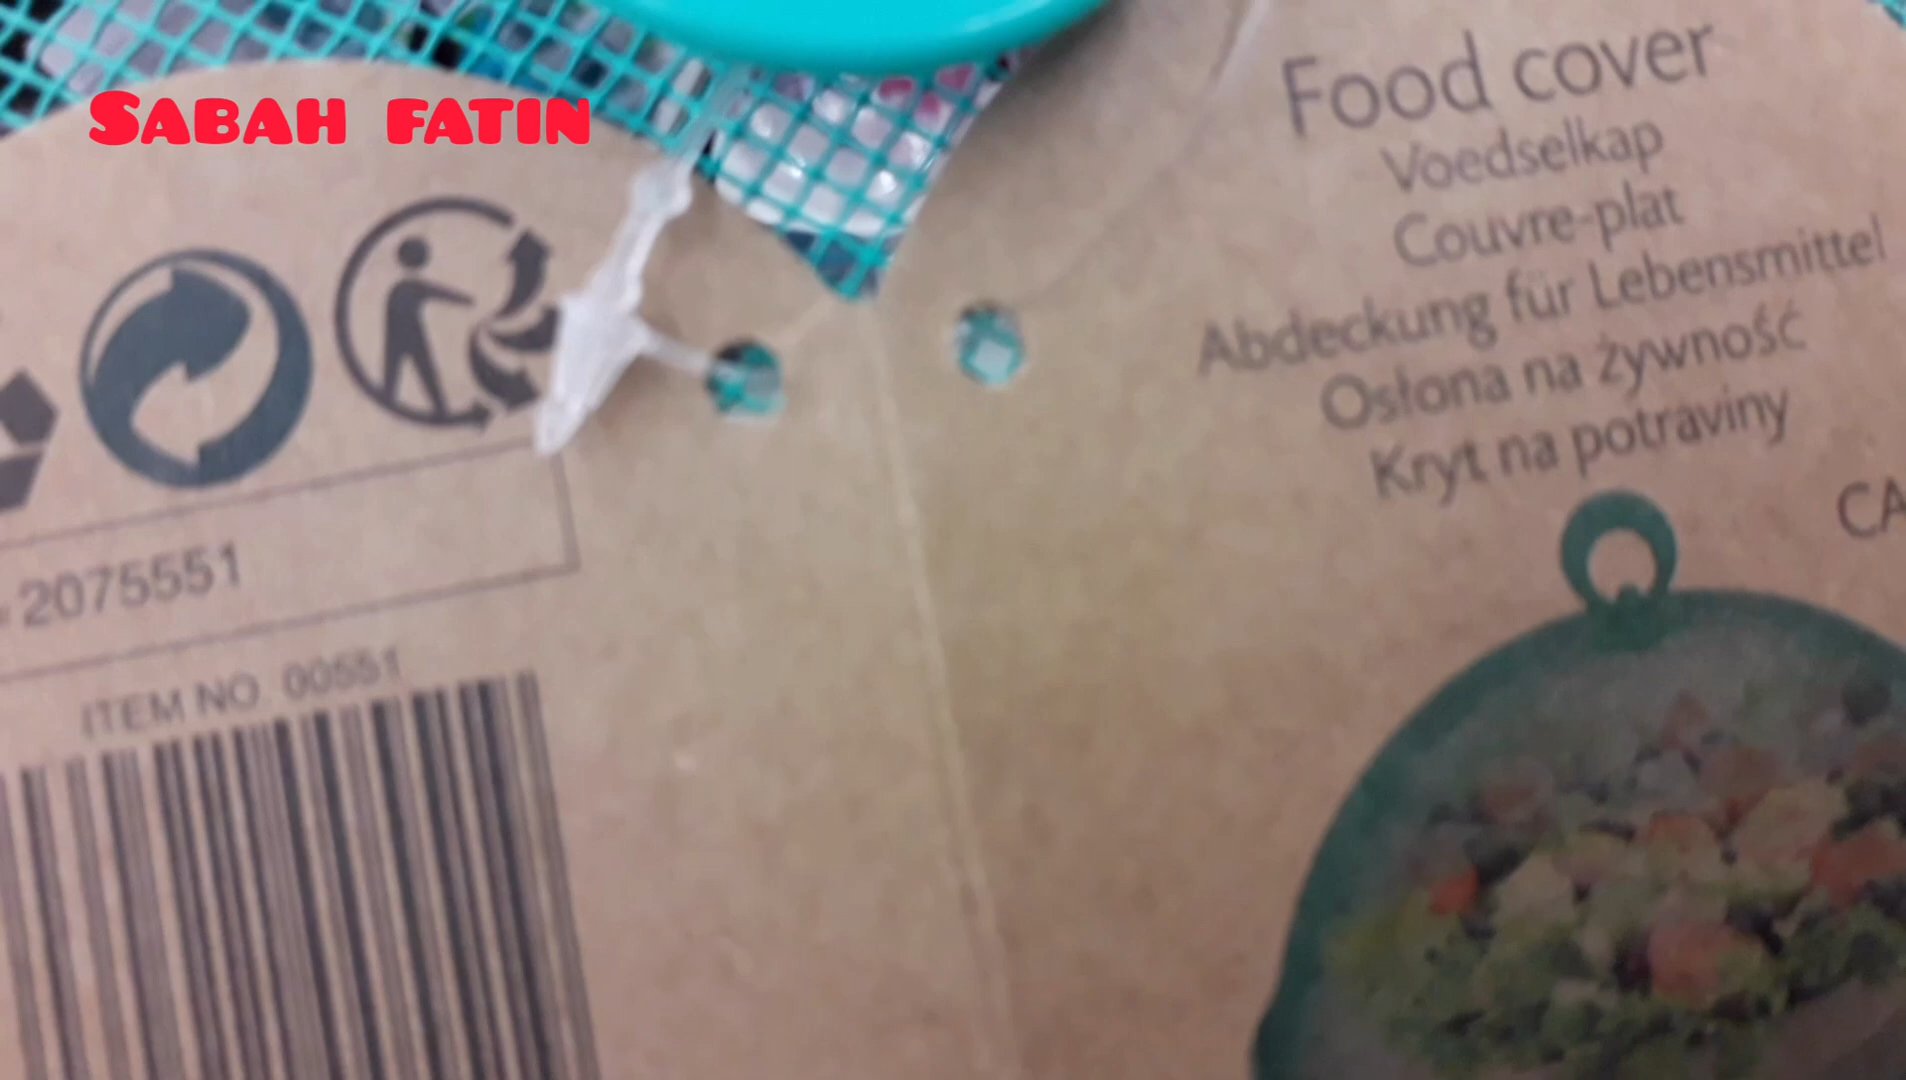 SABAH FATIN
Food cover
Voedselkap
Couvre-plat
Abdeckung für Lebensmittel
Osłona na żywność
Kryt na potraviny
CA
2075551
ITEM NO. 00551